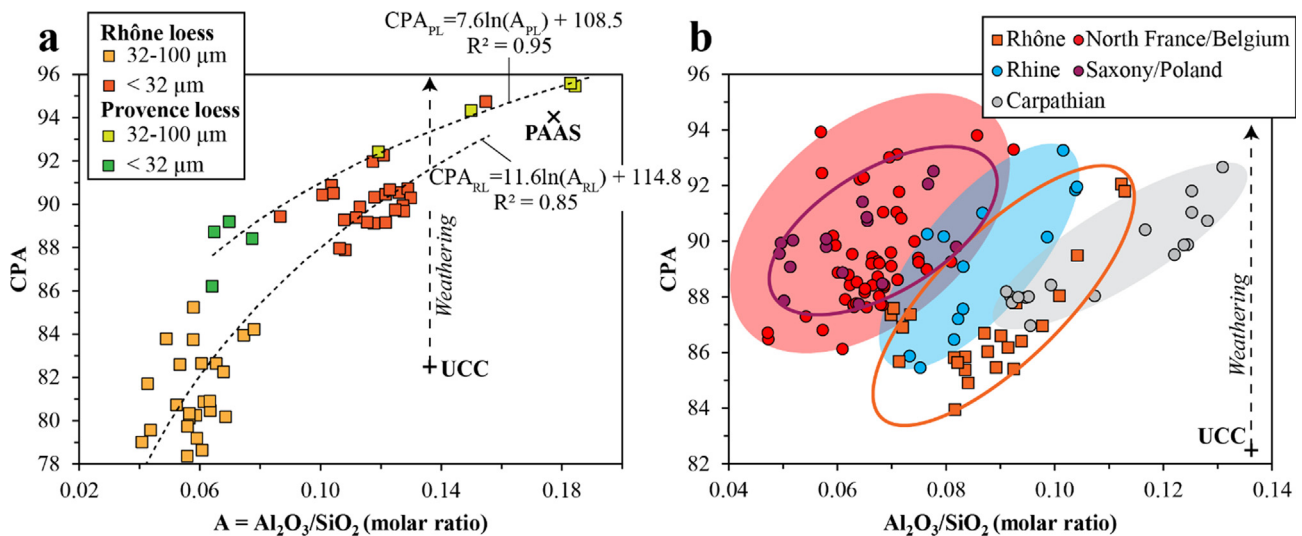 a
Rhône loess
32-100 µm
< 32 µm
Provence loess
32-100 µm
< 32 µm
CPA_PL=7.6ln(A_PL) + 108.5
R² = 0.95
PAAS
CPA_RL=11.6ln(A_RL) + 114.8
R² = 0.85
Weathering
UCC
CPA
96
94
92
90
88
86
84
82
80
78
0.02
0.06
0.10
0.14
0.18
A = Al₂O₃/SiO₂ (molar ratio)
b
Rhône
North France/Belgium
Rhine
Saxony/Poland
Carpathian
Weathering
UCC
CPA
96
94
92
90
88
86
84
82
0.04
0.06
0.08
0.10
0.12
0.14
Al₂O₃/SiO₂ (molar ratio)